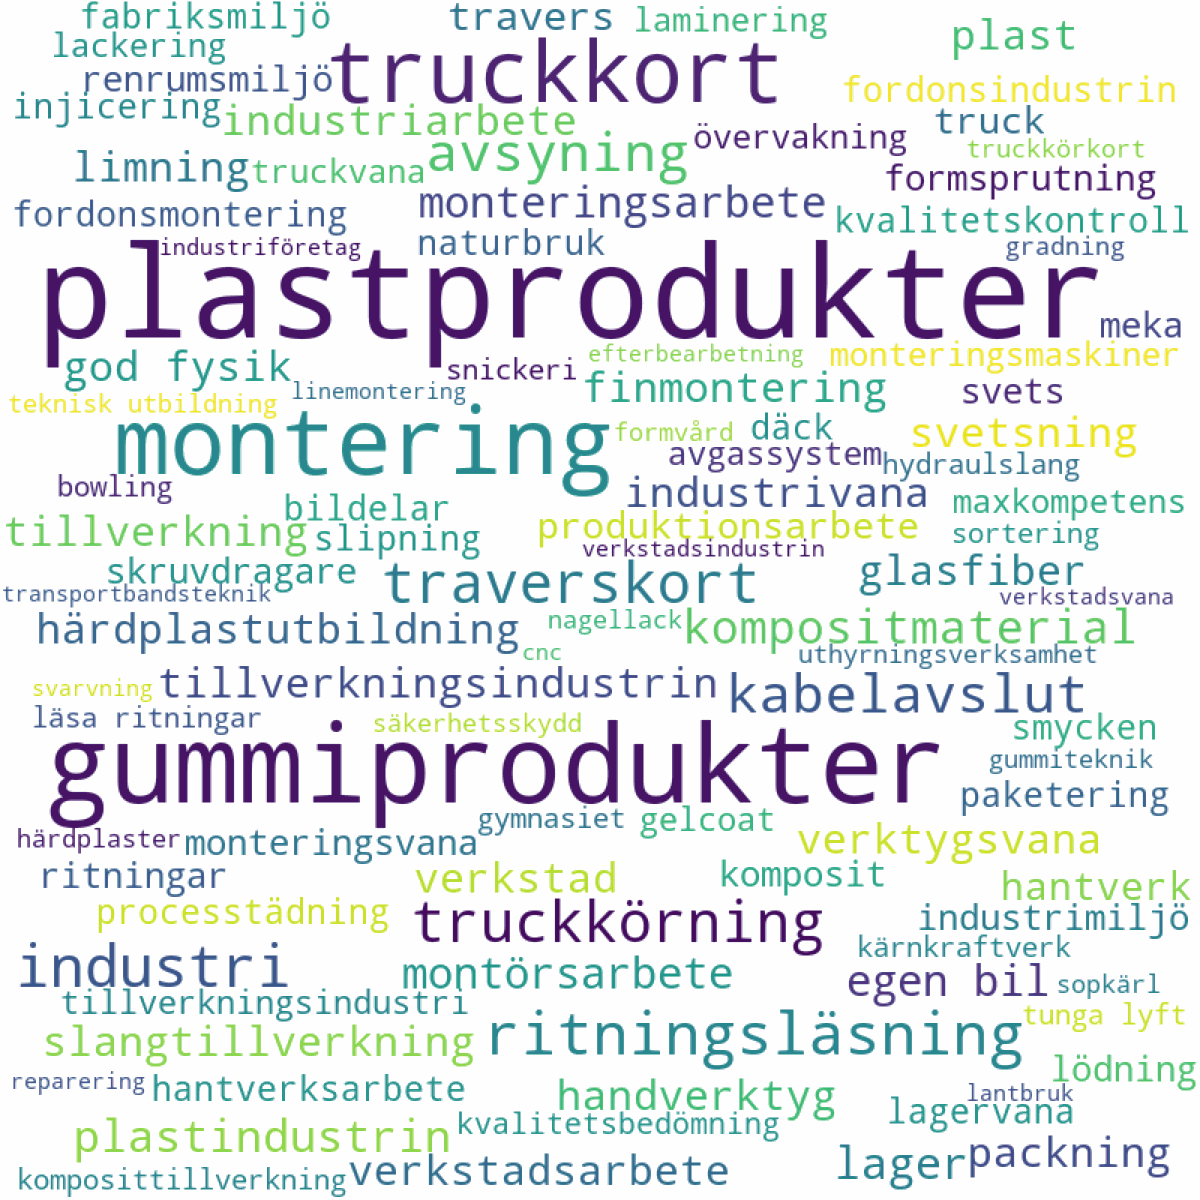 fabriksmiljö
travers
laminering
plast
lackering
truckkort
renrumsmiljö
fordonsindustrin
injicering
industriarbete
övervakning
truck
avsyning
truckkörkort
limning
truckvana
formsprutning
fordonsmontering
monteringsarbete
kvalitetskontroll
industriföretag
naturbruk
gradning
plastprodukter
meka
god fysik
snickeri
efterbearbetning
monteringsmaskiner
teknisk utbildning
linemontering
finmontering
svets
montering
formvård
däck
svetsning
avgassystem
hydraulslang
bowling
bildelar
industrivana
maxkompetens
tillverkning
slipning
produktionsarbete
sortering
verkstadsindustrin
skruvdragare
traverskort
glasfiber
transportbandsteknik
verkstadsvana
härdplastutbildning
nagellack
kompositmaterial
cnc
uthyrningsverksamhet
svarvning
tillverkningsindustrin
kabelavslut
läsa ritningar
säkerhetsskydd
smycken
gummiprodukter
gummiteknik
paketering
härdplaster
monteringsvana
gymnasiet
gelcoat
verktygsvana
ritningar
verkstad
komposit
hantverk
processtädning
truckkörning
industrimiljö
kärnkraftverk
industri
montörsarbete
egen bil
sopkärl
tillverkningsindustri
tunga lyft
slangtillverkning
ritningsläsning
lödning
reparering
hantverksarbete
handverktyg
lantbruk
lagervana
plastindustrin
kvalitetsbedömning
packning
komposittillverkning
verkstadsarbete
lager